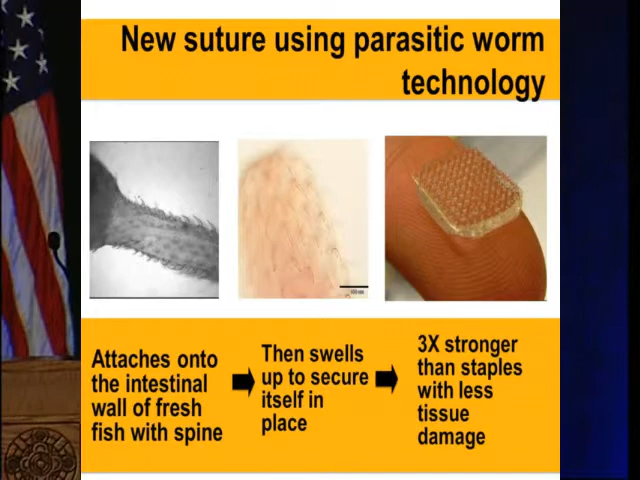 New suture using parasitic worm
technology
Attaches onto
the intestinal
wall of fresh
fish with spine
Then swells
up to secure
itself in
place
3X stronger
than staples
with less
tissue
damage